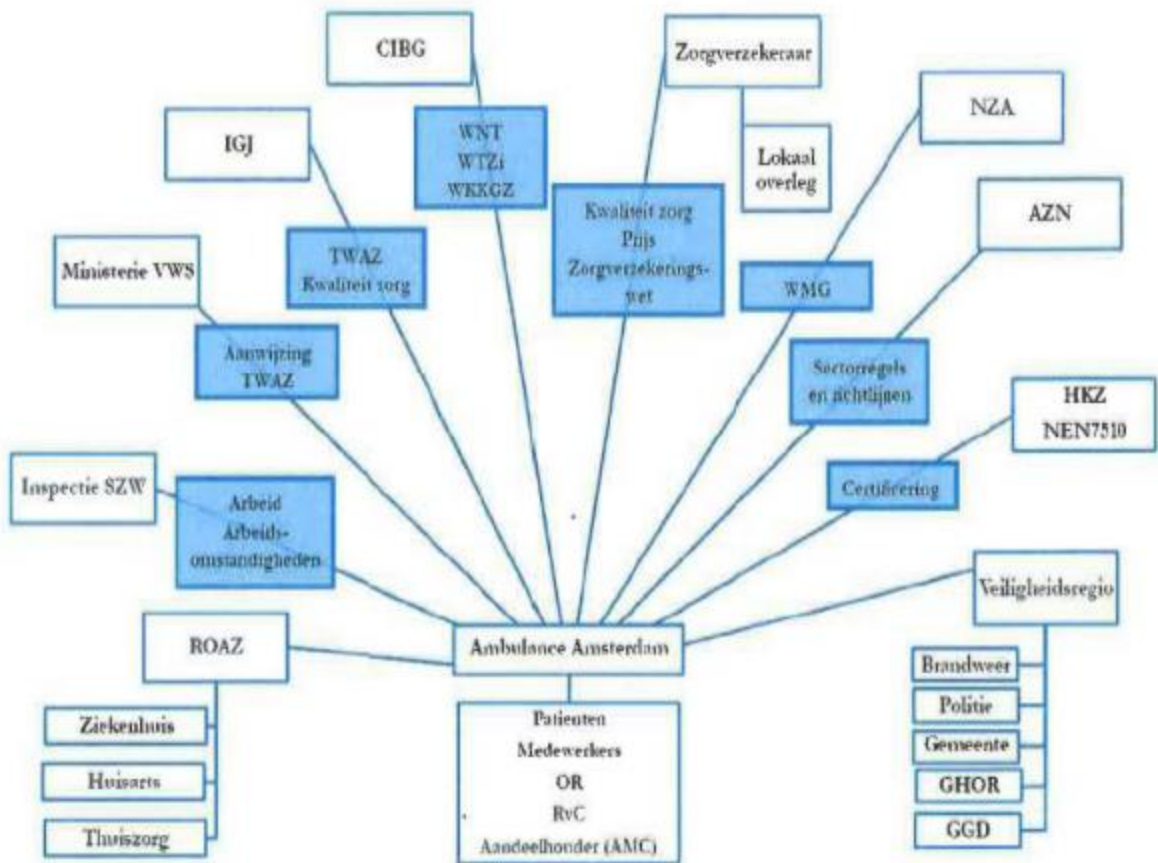 CIBG
Zorgverzekeraar
NZA
IGJ
WNT
WTZi
WKKGZ
Lokaal
overleg
Kwaliteit zorg
Prijs
Zorgverzekerings-
wet
AZN
Ministerie VWS
TWAZ
Kwaliteit zorg
WMG
Aanwijzing
TWAZ
Sectorregels
en richtlijnen
HKZ
NEN7510
Inspectie SZW
Arbeid
Arbeids-
omstandigheden
Certificering
Veiligheidsregio
ROAZ
Ambulance Amsterdam
Brandweer
Politie
Gemeente
GHOR
GGD
Ziekenhuis
Huisarts
Thuiszorg
Patienten
Medewerkers
OR
RvC
Aandeelhouder (AMC)